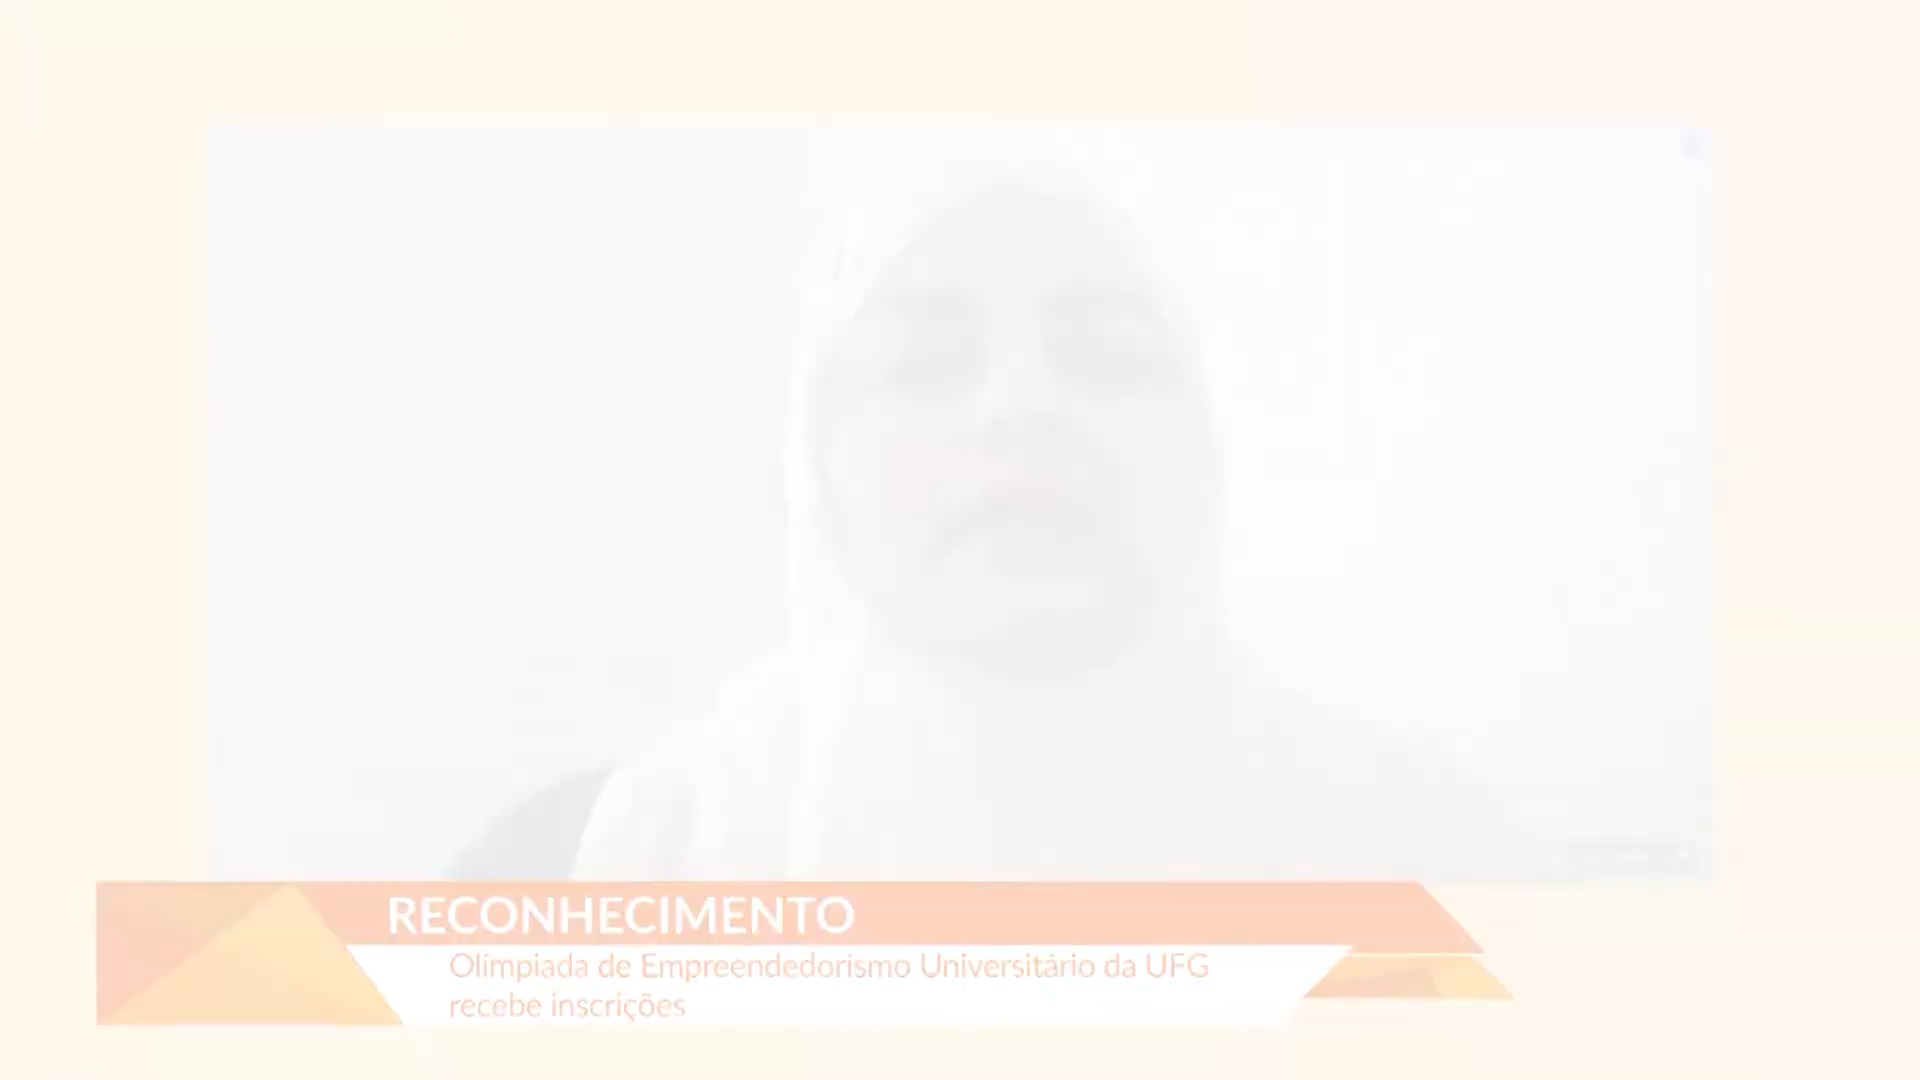 RECONHECIMENTO
Olímpiada de Empreendedorismo Universitário da UFG
recebe inscrições